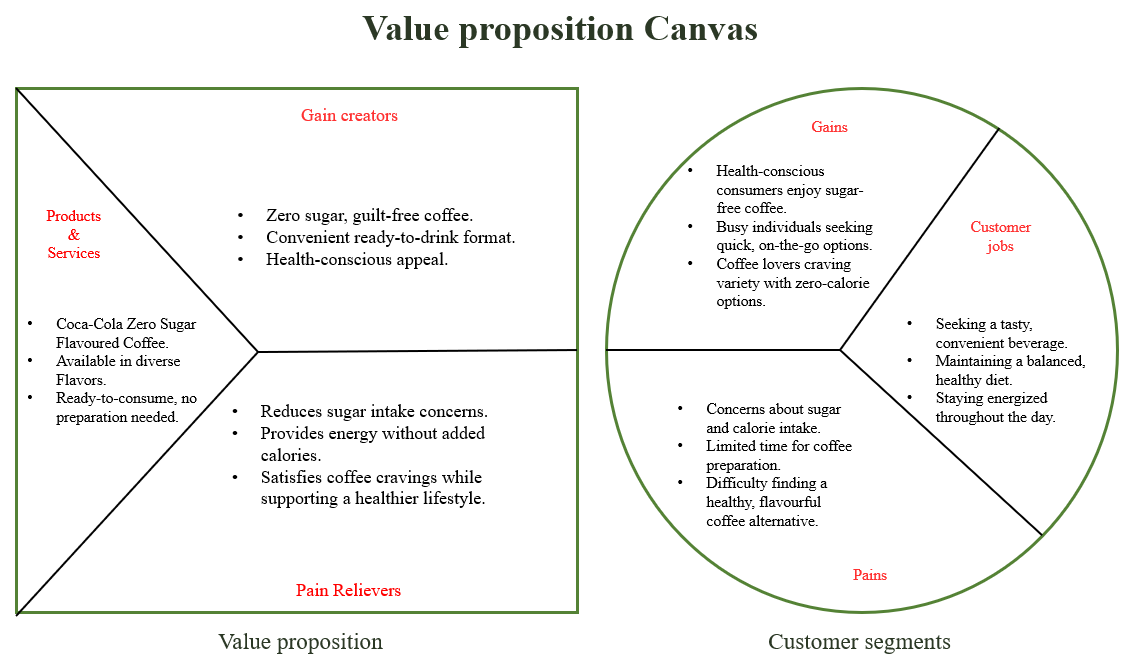 Value proposition Canvas
Gain creators
• Zero sugar, guilt-free coffee.
• Convenient ready-to-drink format.
• Health-conscious appeal.
Products
&
Services
• Coca-Cola Zero Sugar
Flavoured Coffee.
• Available in diverse
Flavors.
• Ready-to-consume, no
preparation needed.
• Reduces sugar intake concerns.
• Provides energy without added
calories.
• Satisfies coffee cravings while
supporting a healthier lifestyle.
Pain Relievers
Value proposition
Gains
• Health-conscious
consumers enjoy sugar-
free coffee.
• Busy individuals seeking
quick, on-the-go options.
• Coffee lovers craving
variety with zero-calorie
options.
Customer
jobs
• Seeking a tasty,
convenient beverage.
• Maintaining a balanced,
healthy diet.
• Staying energized
throughout the day.
• Concerns about sugar
and calorie intake.
• Limited time for coffee
preparation.
• Difficulty finding a
healthy, flavourful
coffee alternative.
Pains
Customer segments